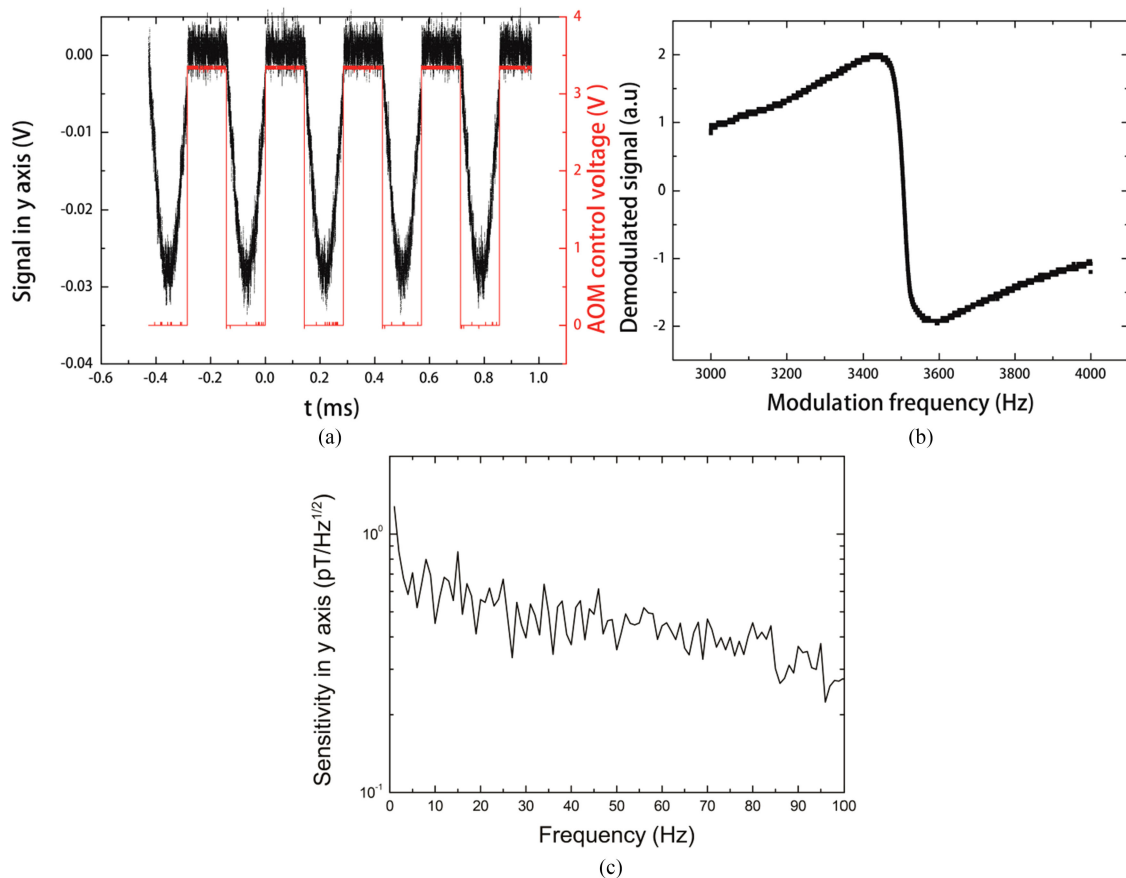 0.00
-0.01
-0.02
-0.03
-0.04
-0.6 -0.4 -0.2 0.0 0.2 0.4 0.6 0.8 1.0
4
3
2
1
0
Signal in y axis (V)
AOM control voltage (V)
t (ms)
(a)
2
1
0
-1
-2
3000 3200 3400 3600 3800 4000
Demodulated signal (a.u)
Modulation frequency (Hz)
(b)
10⁰
10⁻¹
0 10 20 30 40 50 60 70 80 90 100
Sensitivity in y axis (pT/Hz¹/²)
Frequency (Hz)
(c)